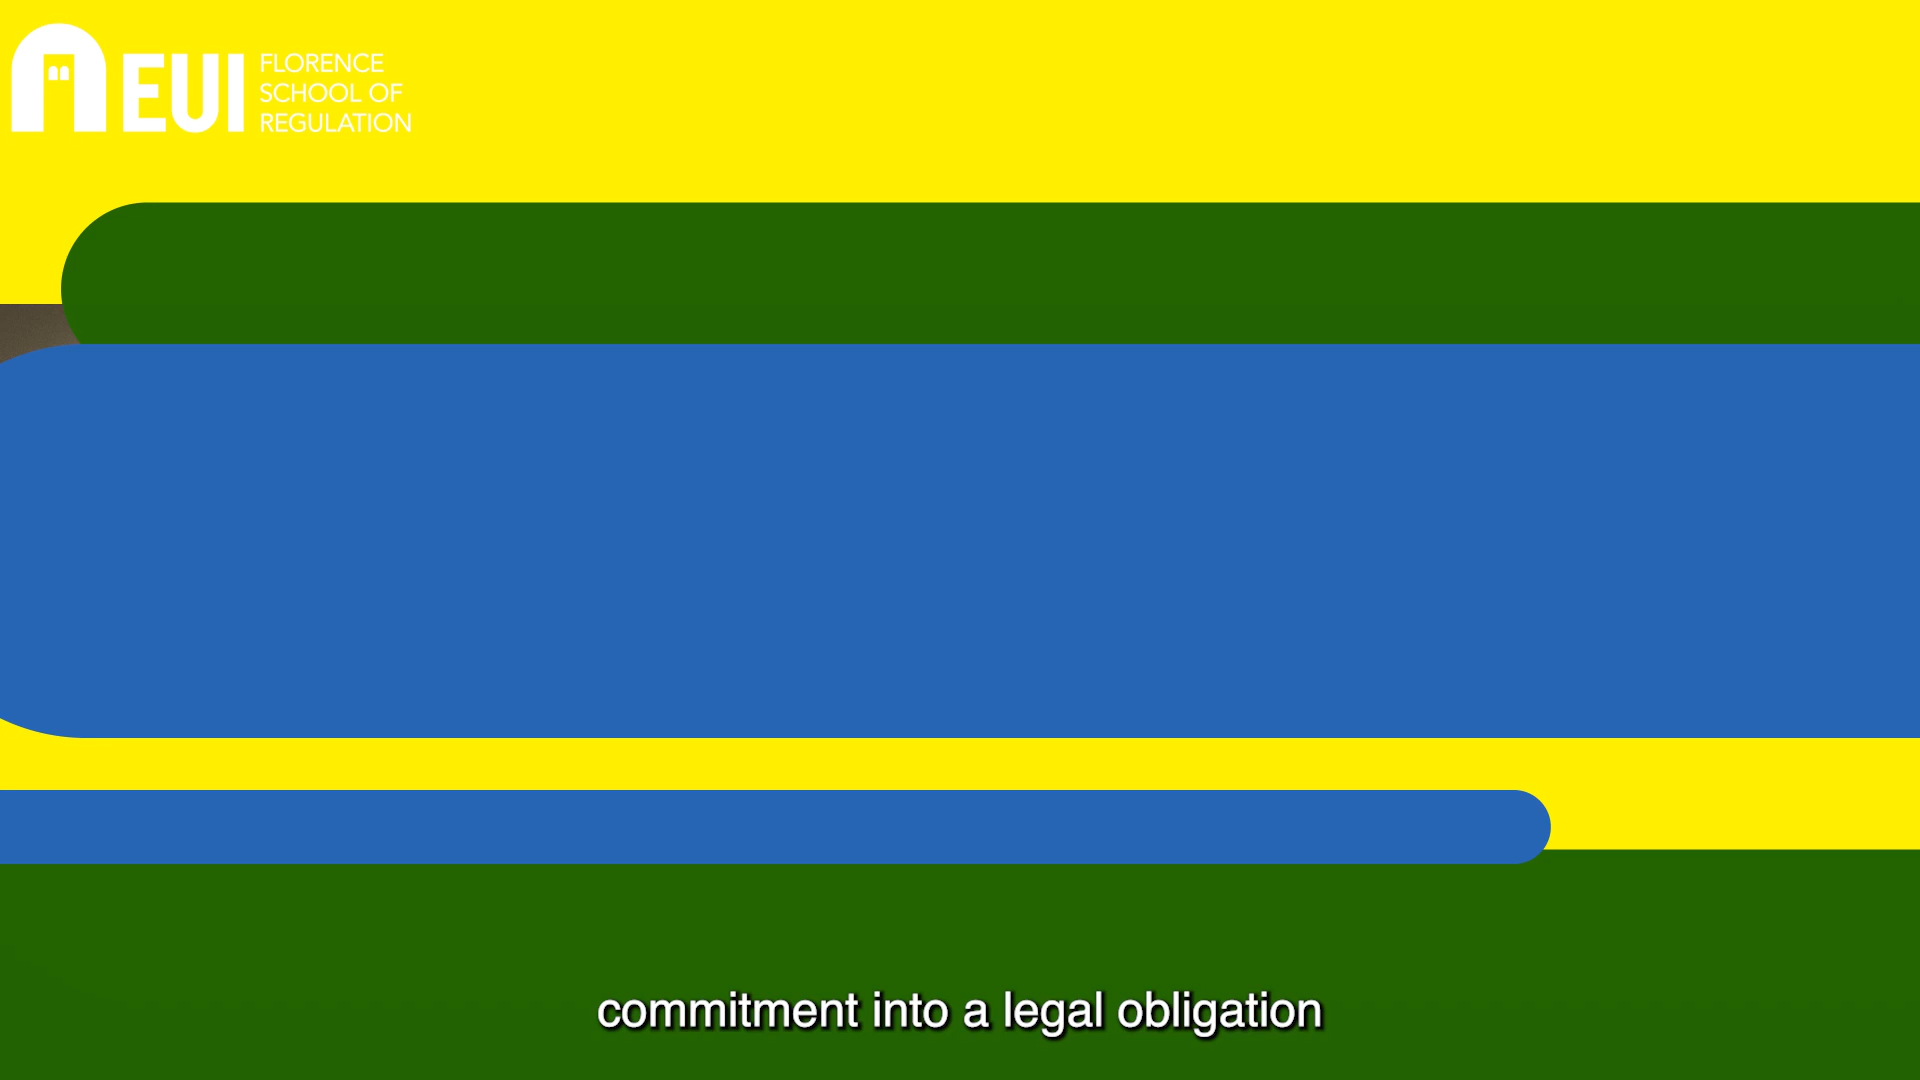 EUI
FLORENCE
SCHOOL OF
REGULATION
commitment into a legal obligation